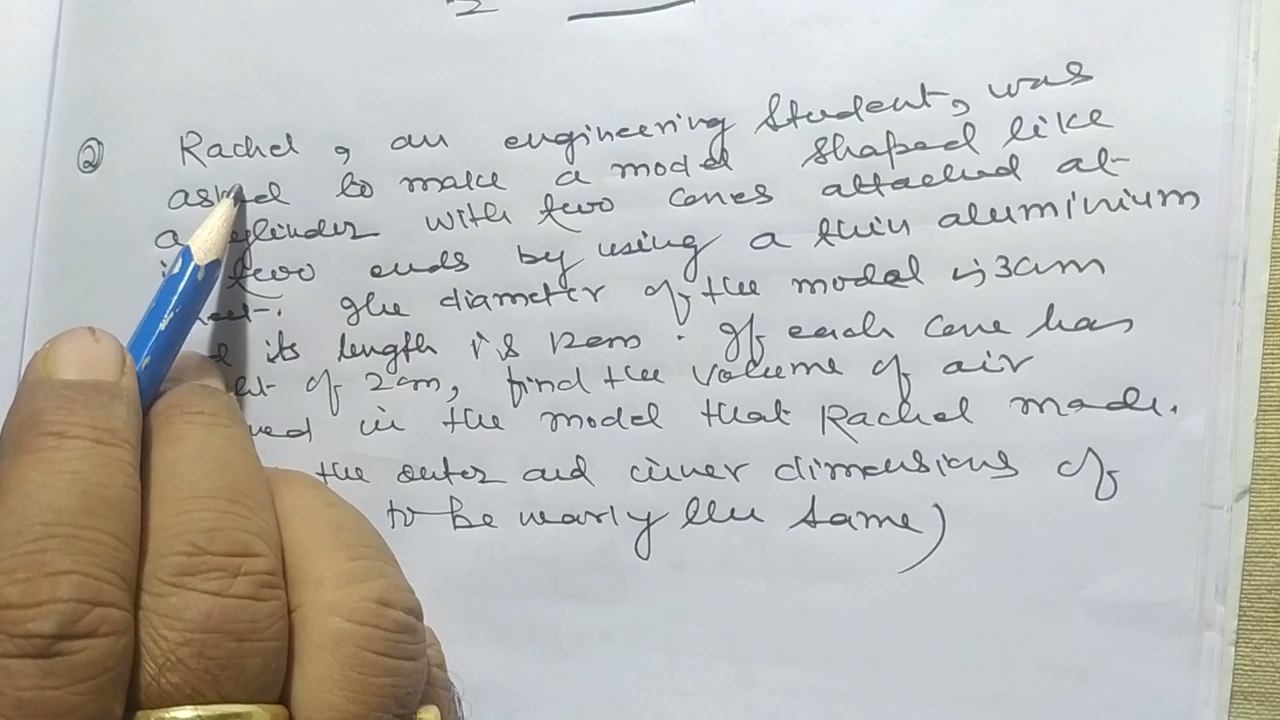 2
② Rachel, an engineering student, was
asked to make a model shaped like
a cylinder with two cones attached at
two ends by using a thin aluminium
The diameter of the model is 3cm
its length is 12cm. If each cone has
of 2cm, find the volume of air
in the model that Rachel made.
the outer and inner dimensions of
to be nearly the same)